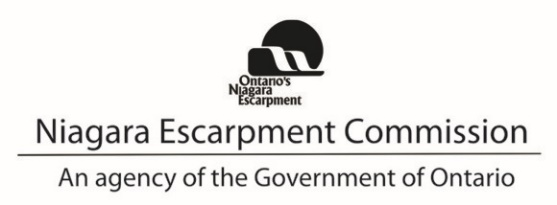 Ontario's
Niagara
Escarpment
Niagara Escarpment Commission
An agency of the Government of Ontario